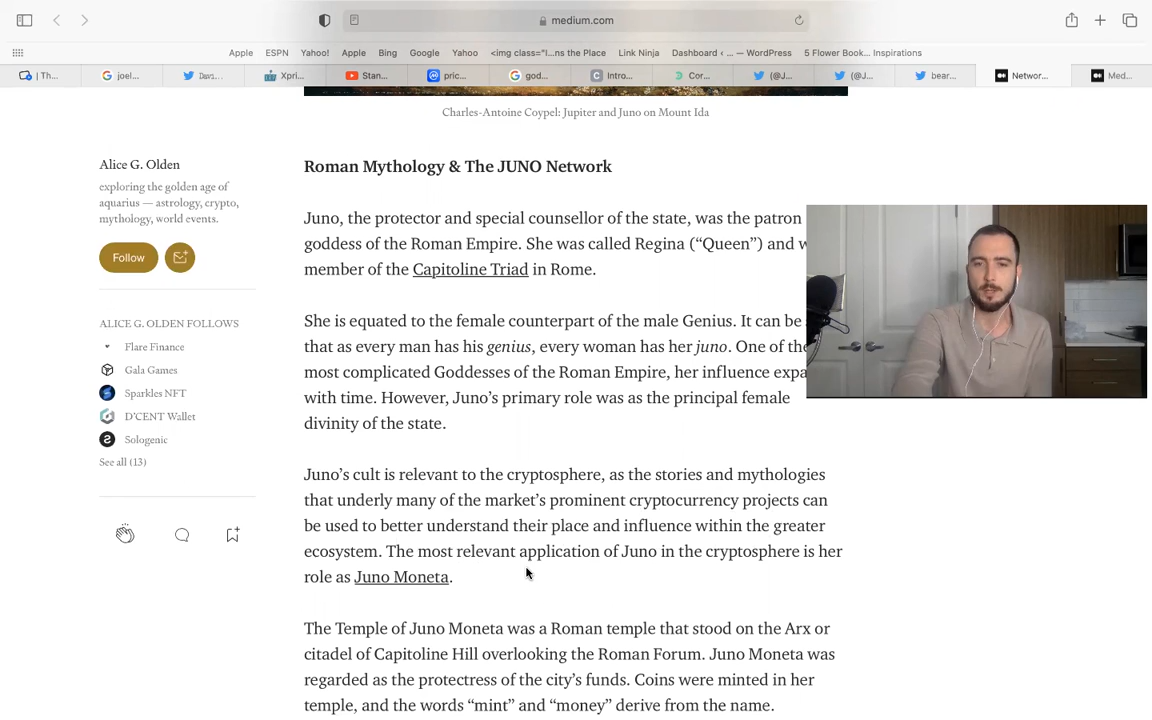 medium.com
Apple ESPN Yahoo! Apple Bing Google Yahoo <img class="l...ns the Place Link Ninja Dashboard < ... — WordPress 5 Flower Book... Inspirations
| Th... joel... Xpri... Stan... pric... god... Intro... Cor... (@J... (@J... bear... Networ... Med...
Charles-Antoine Coypel: Jupiter and Juno on Mount Ida
Alice G. Olden
exploring the golden age of
aquarius — astrology, crypto,
mythology, world events.
Follow
ALICE G. OLDEN FOLLOWS
Flare Finance
Gala Games
Sparkles NFT
D'CENT Wallet
Sologenic
See all (13)
Roman Mythology & The JUNO Network
Juno, the protector and special counsellor of the state, was the patron
goddess of the Roman Empire. She was called Regina (“Queen”) and w
member of the Capitoline Triad in Rome.
She is equated to the female counterpart of the male Genius. It can be
that as every man has his genius, every woman has her juno. One of the
most complicated Goddesses of the Roman Empire, her influence expa
with time. However, Juno’s primary role was as the principal female
divinity of the state.
Juno’s cult is relevant to the cryptosphere, as the stories and mythologies
that underly many of the market’s prominent cryptocurrency projects can
be used to better understand their place and influence within the greater
ecosystem. The most relevant application of Juno in the cryptosphere is her
role as Juno Moneta.
The Temple of Juno Moneta was a Roman temple that stood on the Arx or
citadel of Capitoline Hill overlooking the Roman Forum. Juno Moneta was
regarded as the protectress of the city’s funds. Coins were minted in her
temple, and the words “mint” and “money” derive from the name.